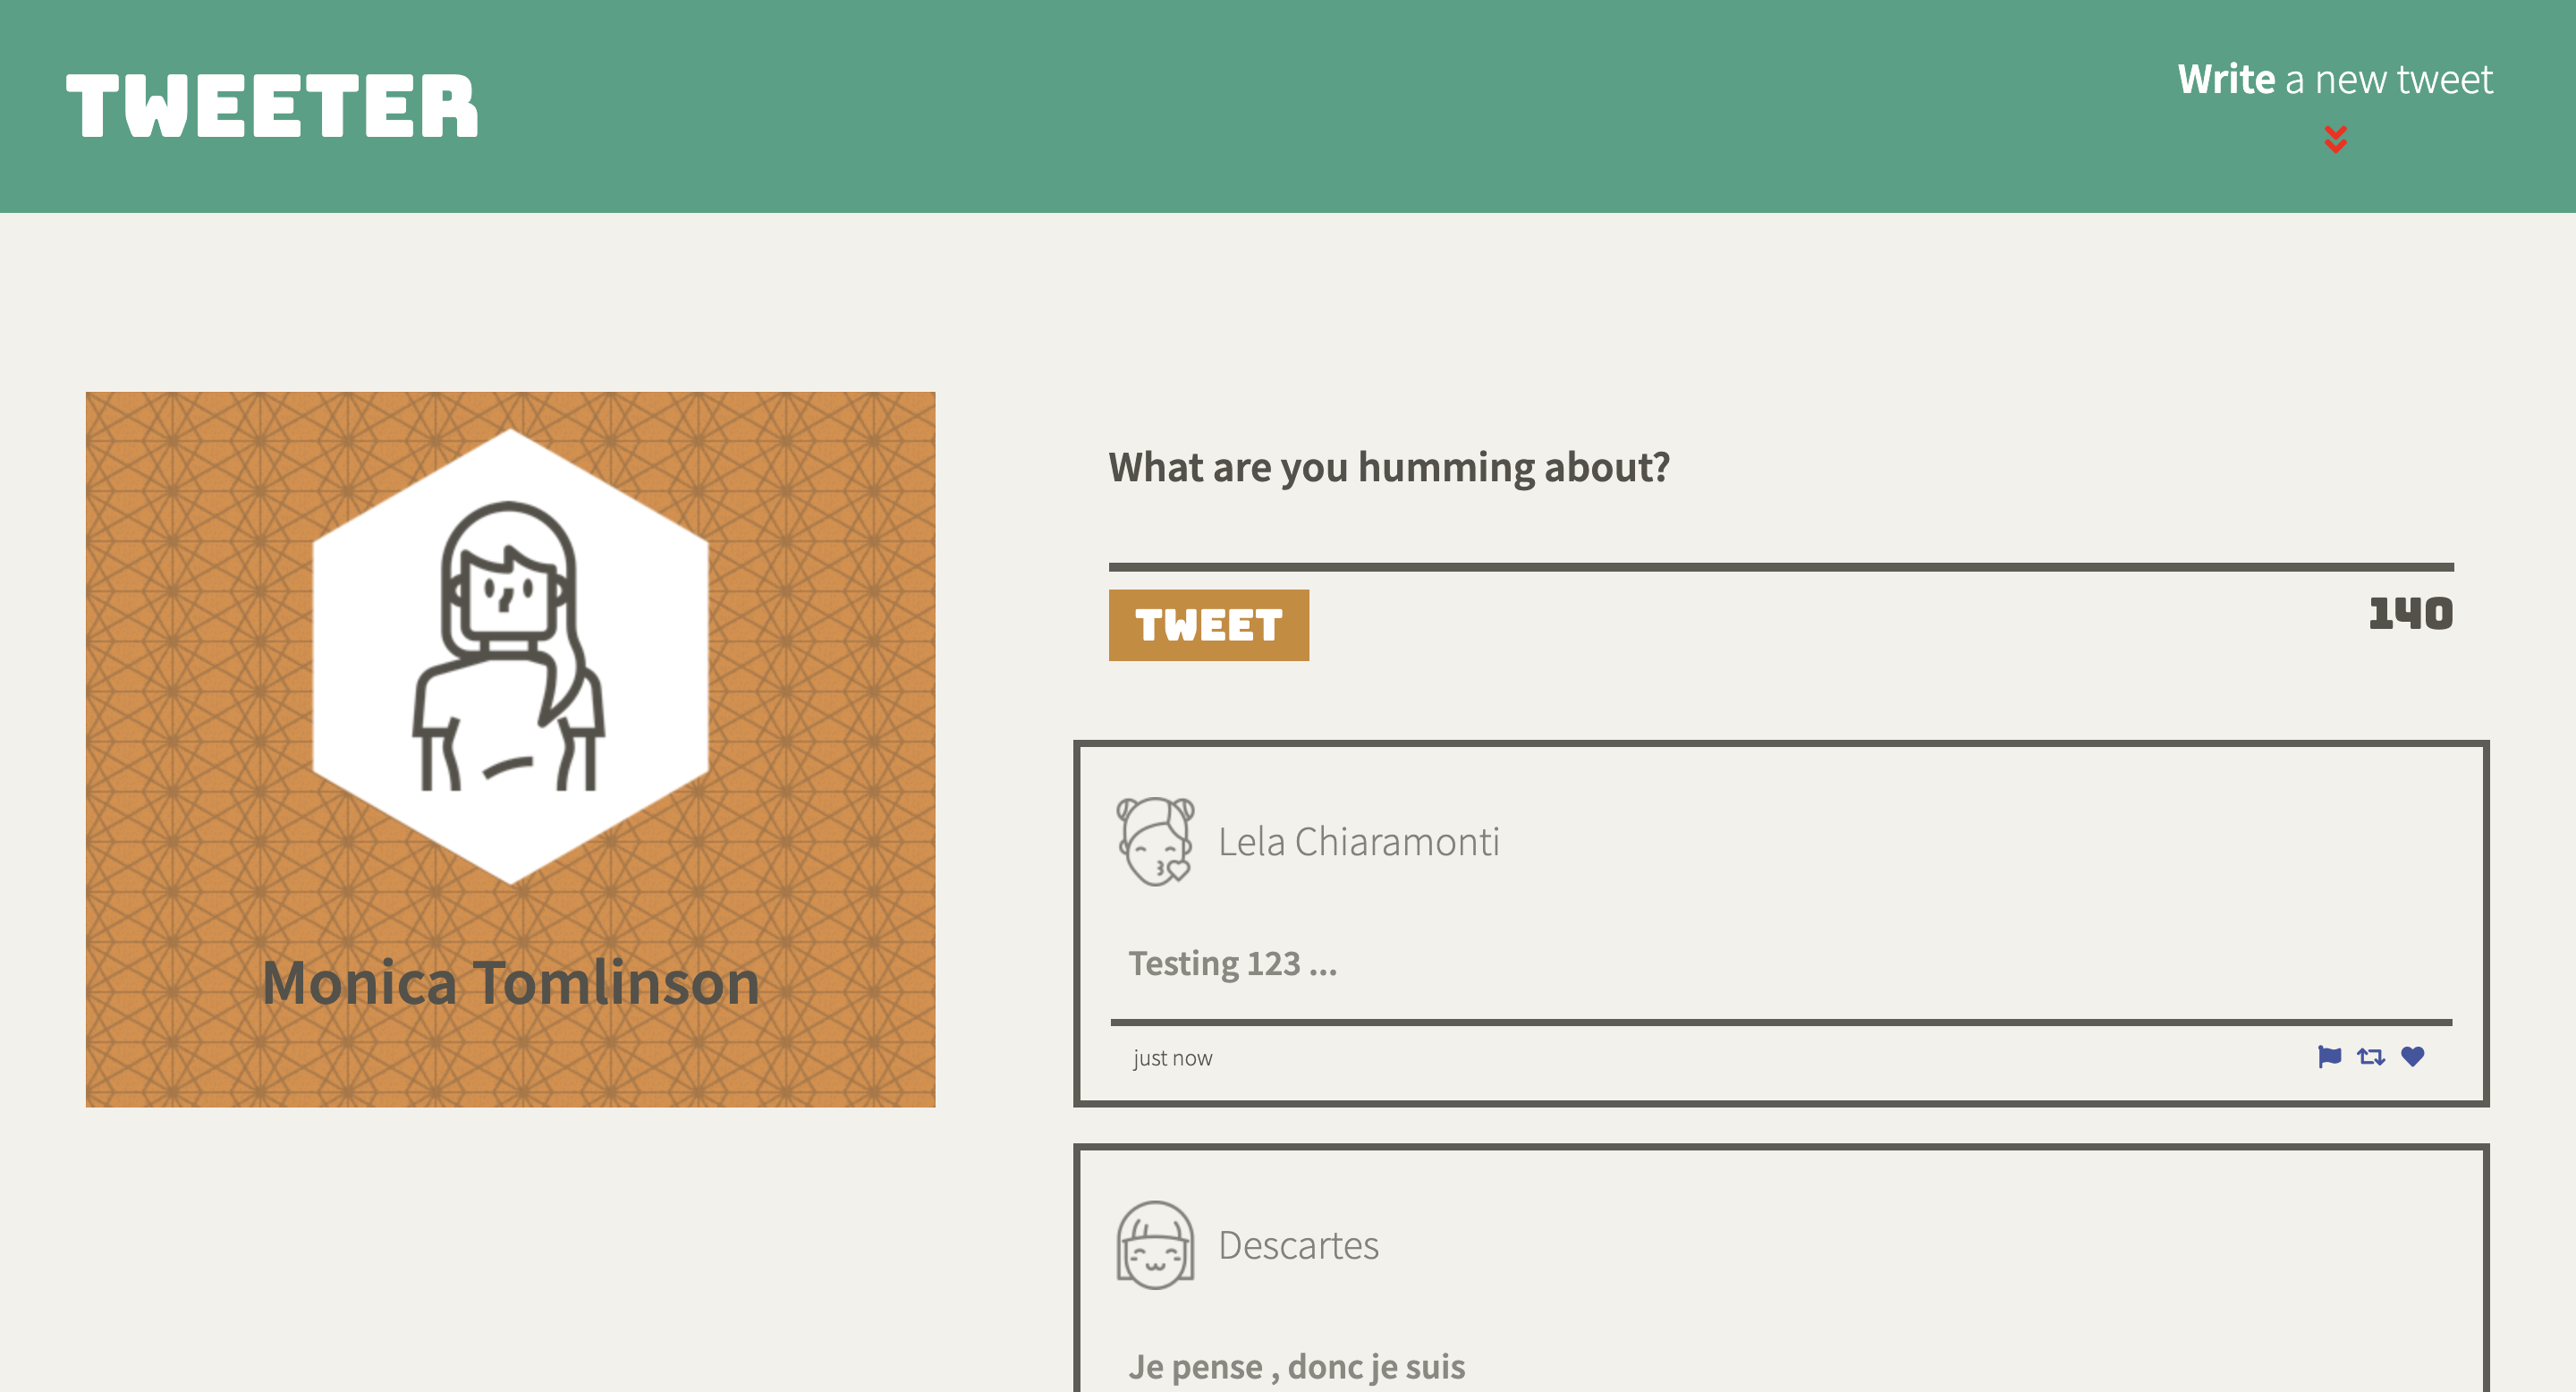 TWEETER
Write a new tweet
Monica Tomlinson
What are you humming about?
TWEET
140
Lela Chiaramonti
Testing 123 ...
just now
Descartes
Je pense , donc je suis